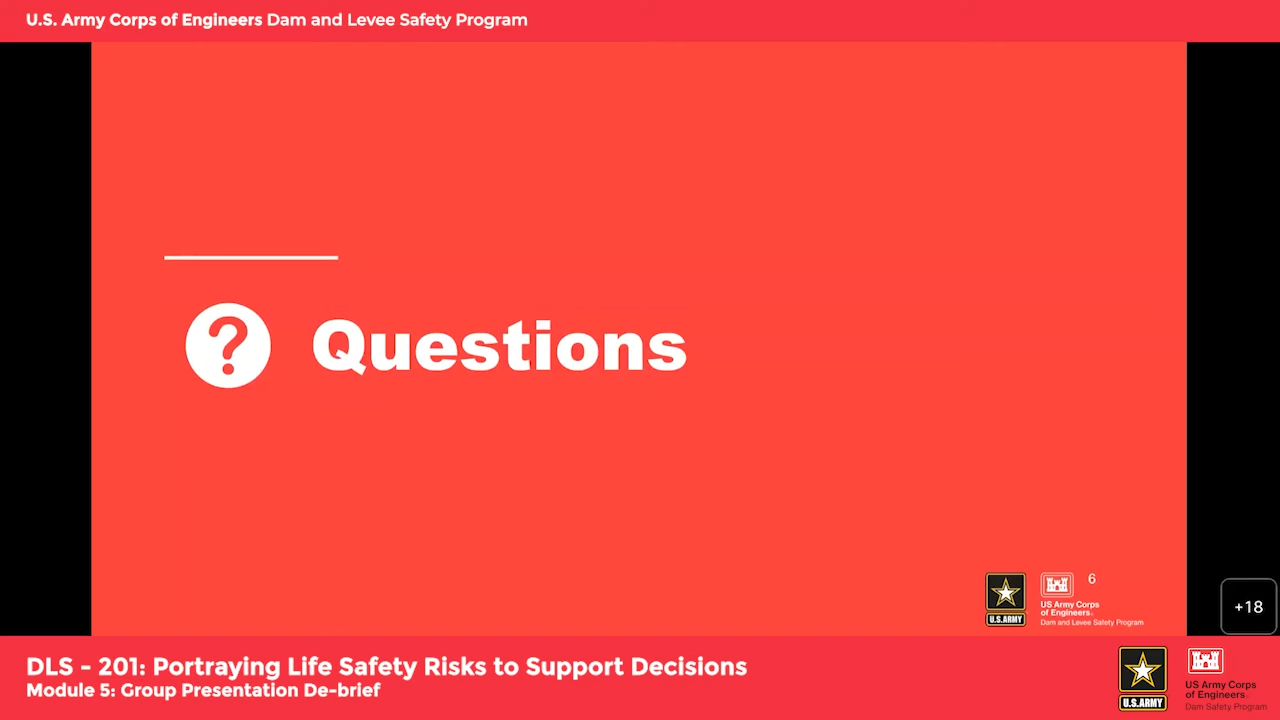 U.S. Army Corps of Engineers Dam and Levee Safety Program
? Questions
6
U.S. ARMY
US Army Corps
of Engineers.
Dam and Levee Safety Program
+18
DLS - 201: Portraying Life Safety Risks to Support Decisions
Module 5: Group Presentation De-brief
U.S. ARMY
US Army Corps
of Engineers.
Dam Safety Program